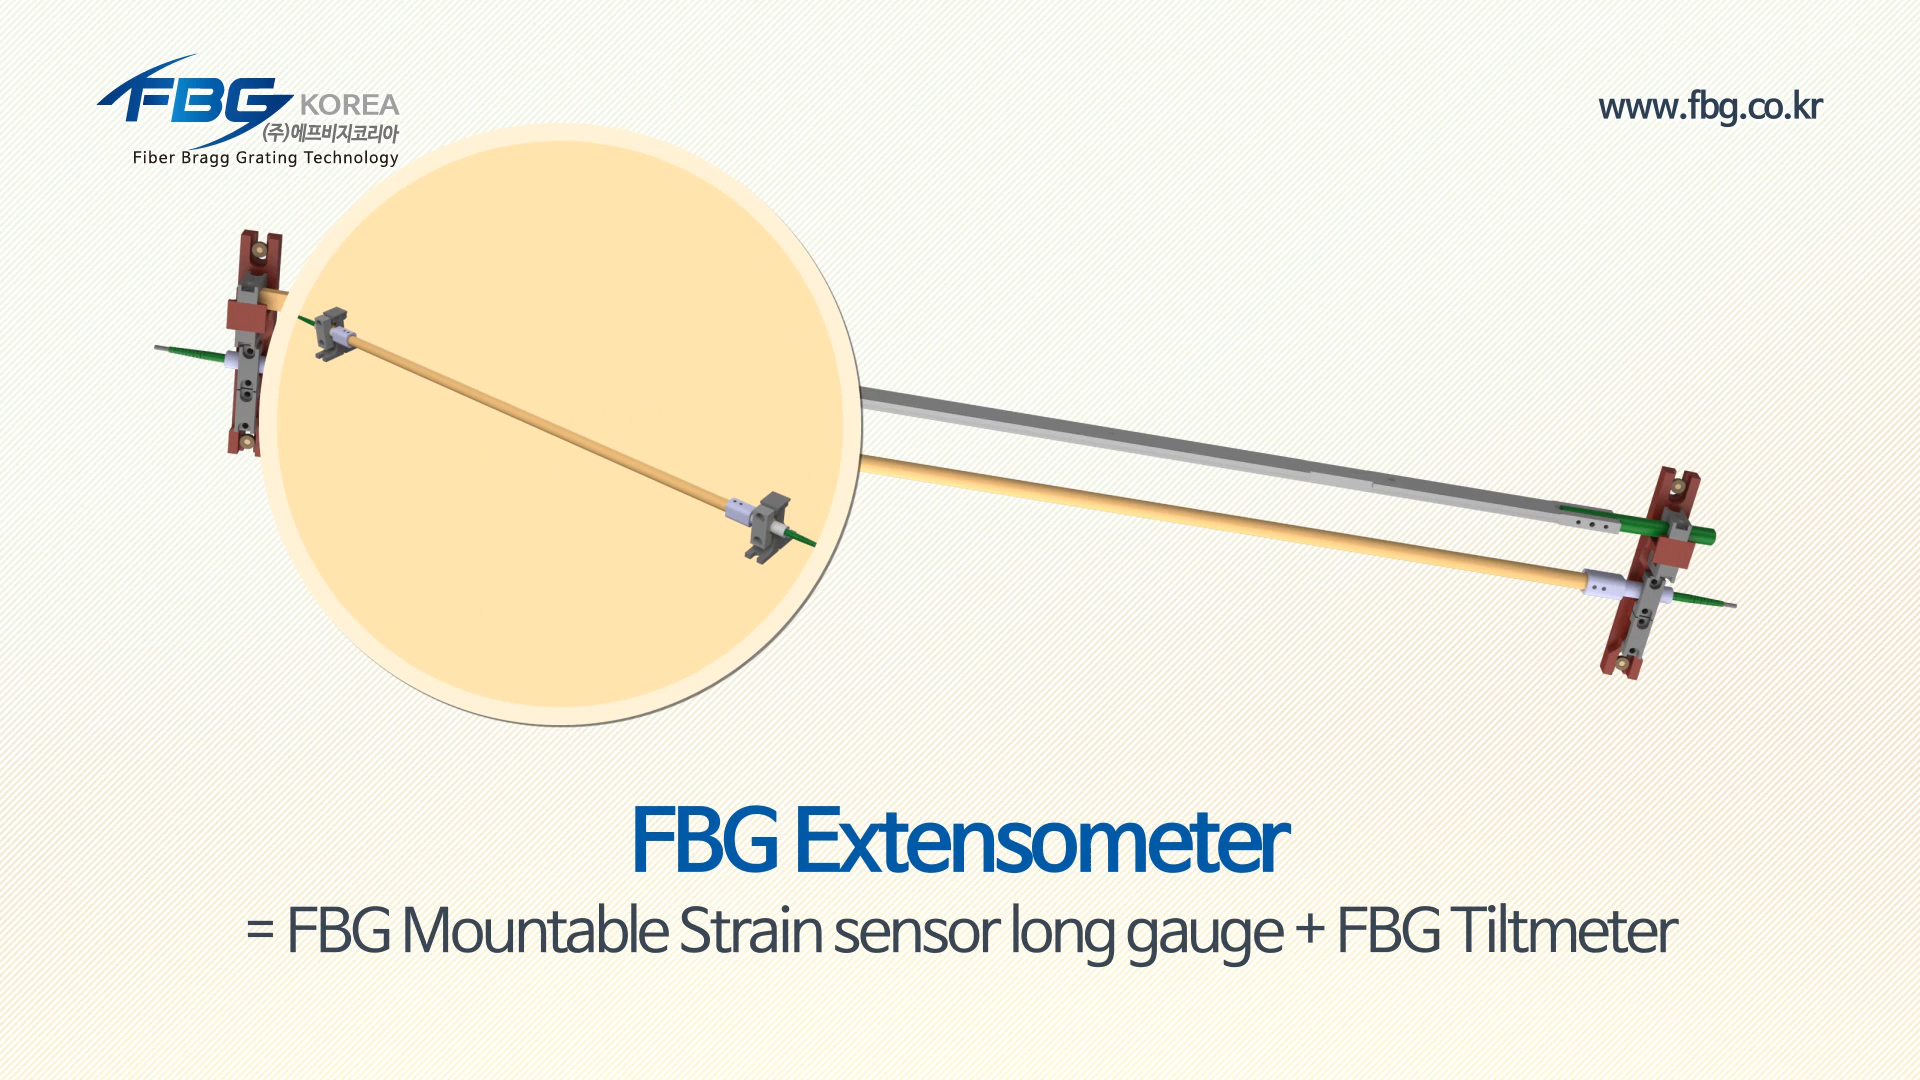 FBG KOREA
(주)에프비지코리아
Fiber Bragg Grating Technology
www.fbg.co.kr
FBG Extensometer
= FBG Mountable Strain sensor long gauge + FBG Tiltmeter